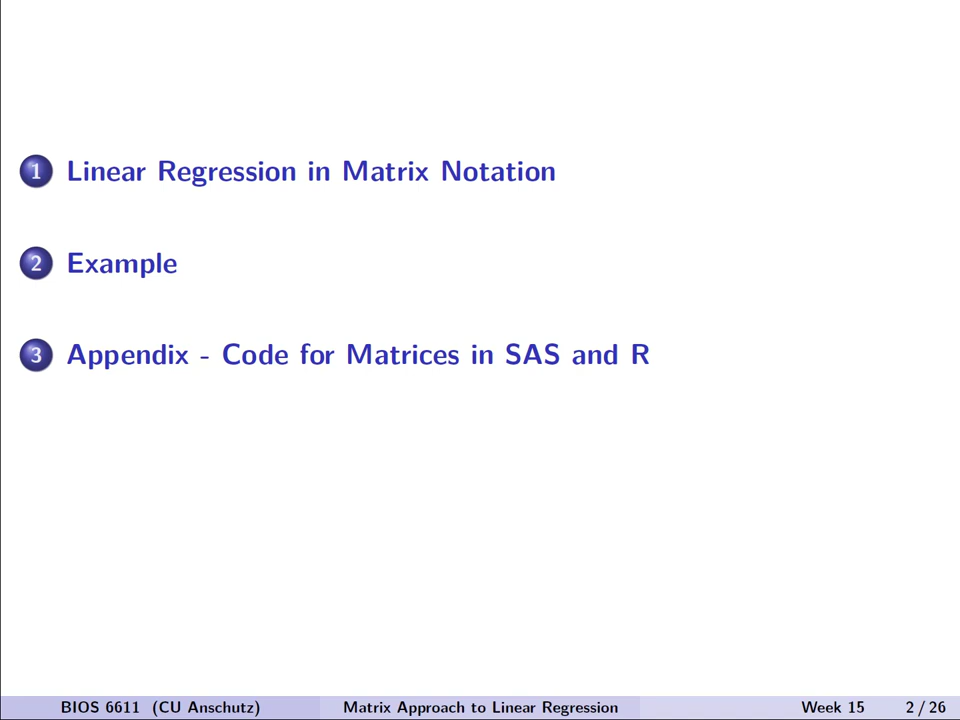 1 Linear Regression in Matrix Notation
2 Example
3 Appendix - Code for Matrices in SAS and R
BIOS 6611 (CU Anschutz) Matrix Approach to Linear Regression Week 15 2 / 26